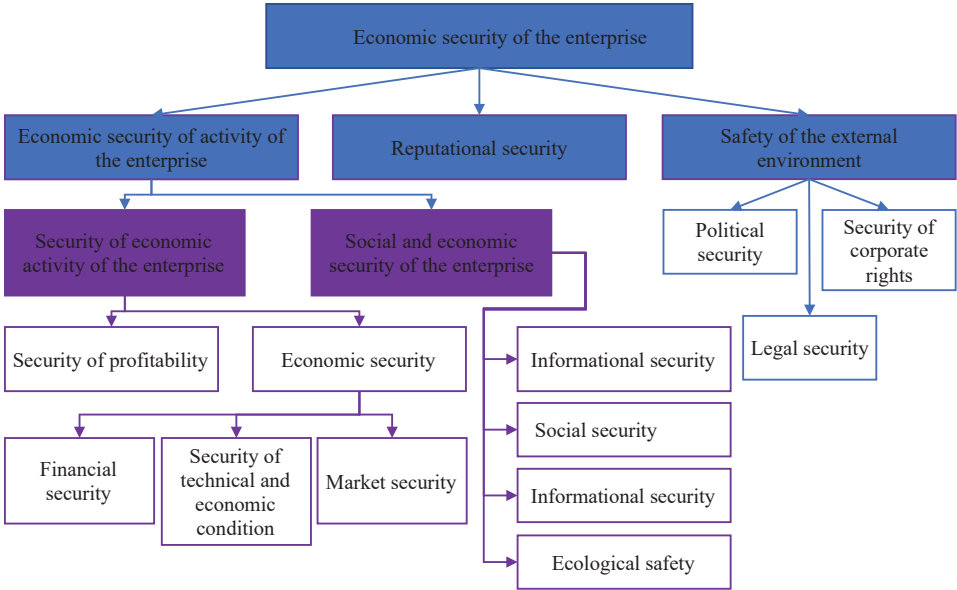 Economic security of the enterprise
Economic security of activity of
the enterprise
Reputational security
Safety of the external
environment
Security of economic
activity of the enterprise
Social and economic
security of the enterprise
Political
security
Security of
corporate
rights
Legal security
Security of profitability
Economic security
Informational security
Social security
Informational security
Ecological safety
Financial
security
Security of
technical and
economic
condition
Market security